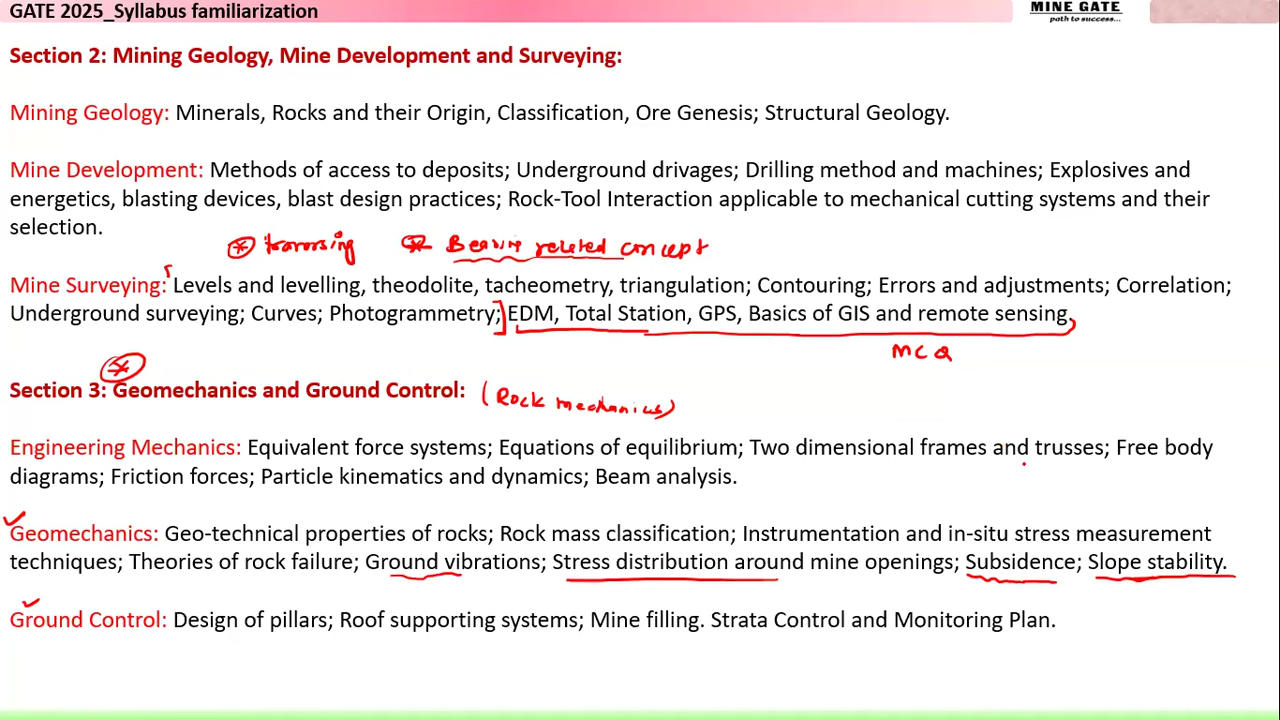 GATE 2025_Syllabus familiarization
MINE GATE
path to success...
Section 2: Mining Geology, Mine Development and Surveying:
Mining Geology: Minerals, Rocks and their Origin, Classification, Ore Genesis; Structural Geology.
Mine Development: Methods of access to deposits; Underground drivages; Drilling method and machines; Explosives and
energetics, blasting devices, blast design practices; Rock-Tool Interaction applicable to mechanical cutting systems and their
selection.
traversing related concept
Mine Surveying: Levels and levelling, theodolite, tacheometry, triangulation; Contouring; Errors and adjustments; Correlation;
Underground surveying; Curves; Photogrammetry; EDM, Total Station, GPS, Basics of GIS and remote sensing.
MCQ
Section 3: Geomechanics and Ground Control:
(Rock mechanics)
Engineering Mechanics: Equivalent force systems; Equations of equilibrium; Two dimensional frames and trusses; Free body
diagrams; Friction forces; Particle kinematics and dynamics; Beam analysis.
Geomechanics: Geo-technical properties of rocks; Rock mass classification; Instrumentation and in-situ stress measurement
techniques; Theories of rock failure; Ground vibrations; Stress distribution around mine openings; Subsidence; Slope stability.
Ground Control: Design of pillars; Roof supporting systems; Mine filling. Strata Control and Monitoring Plan.